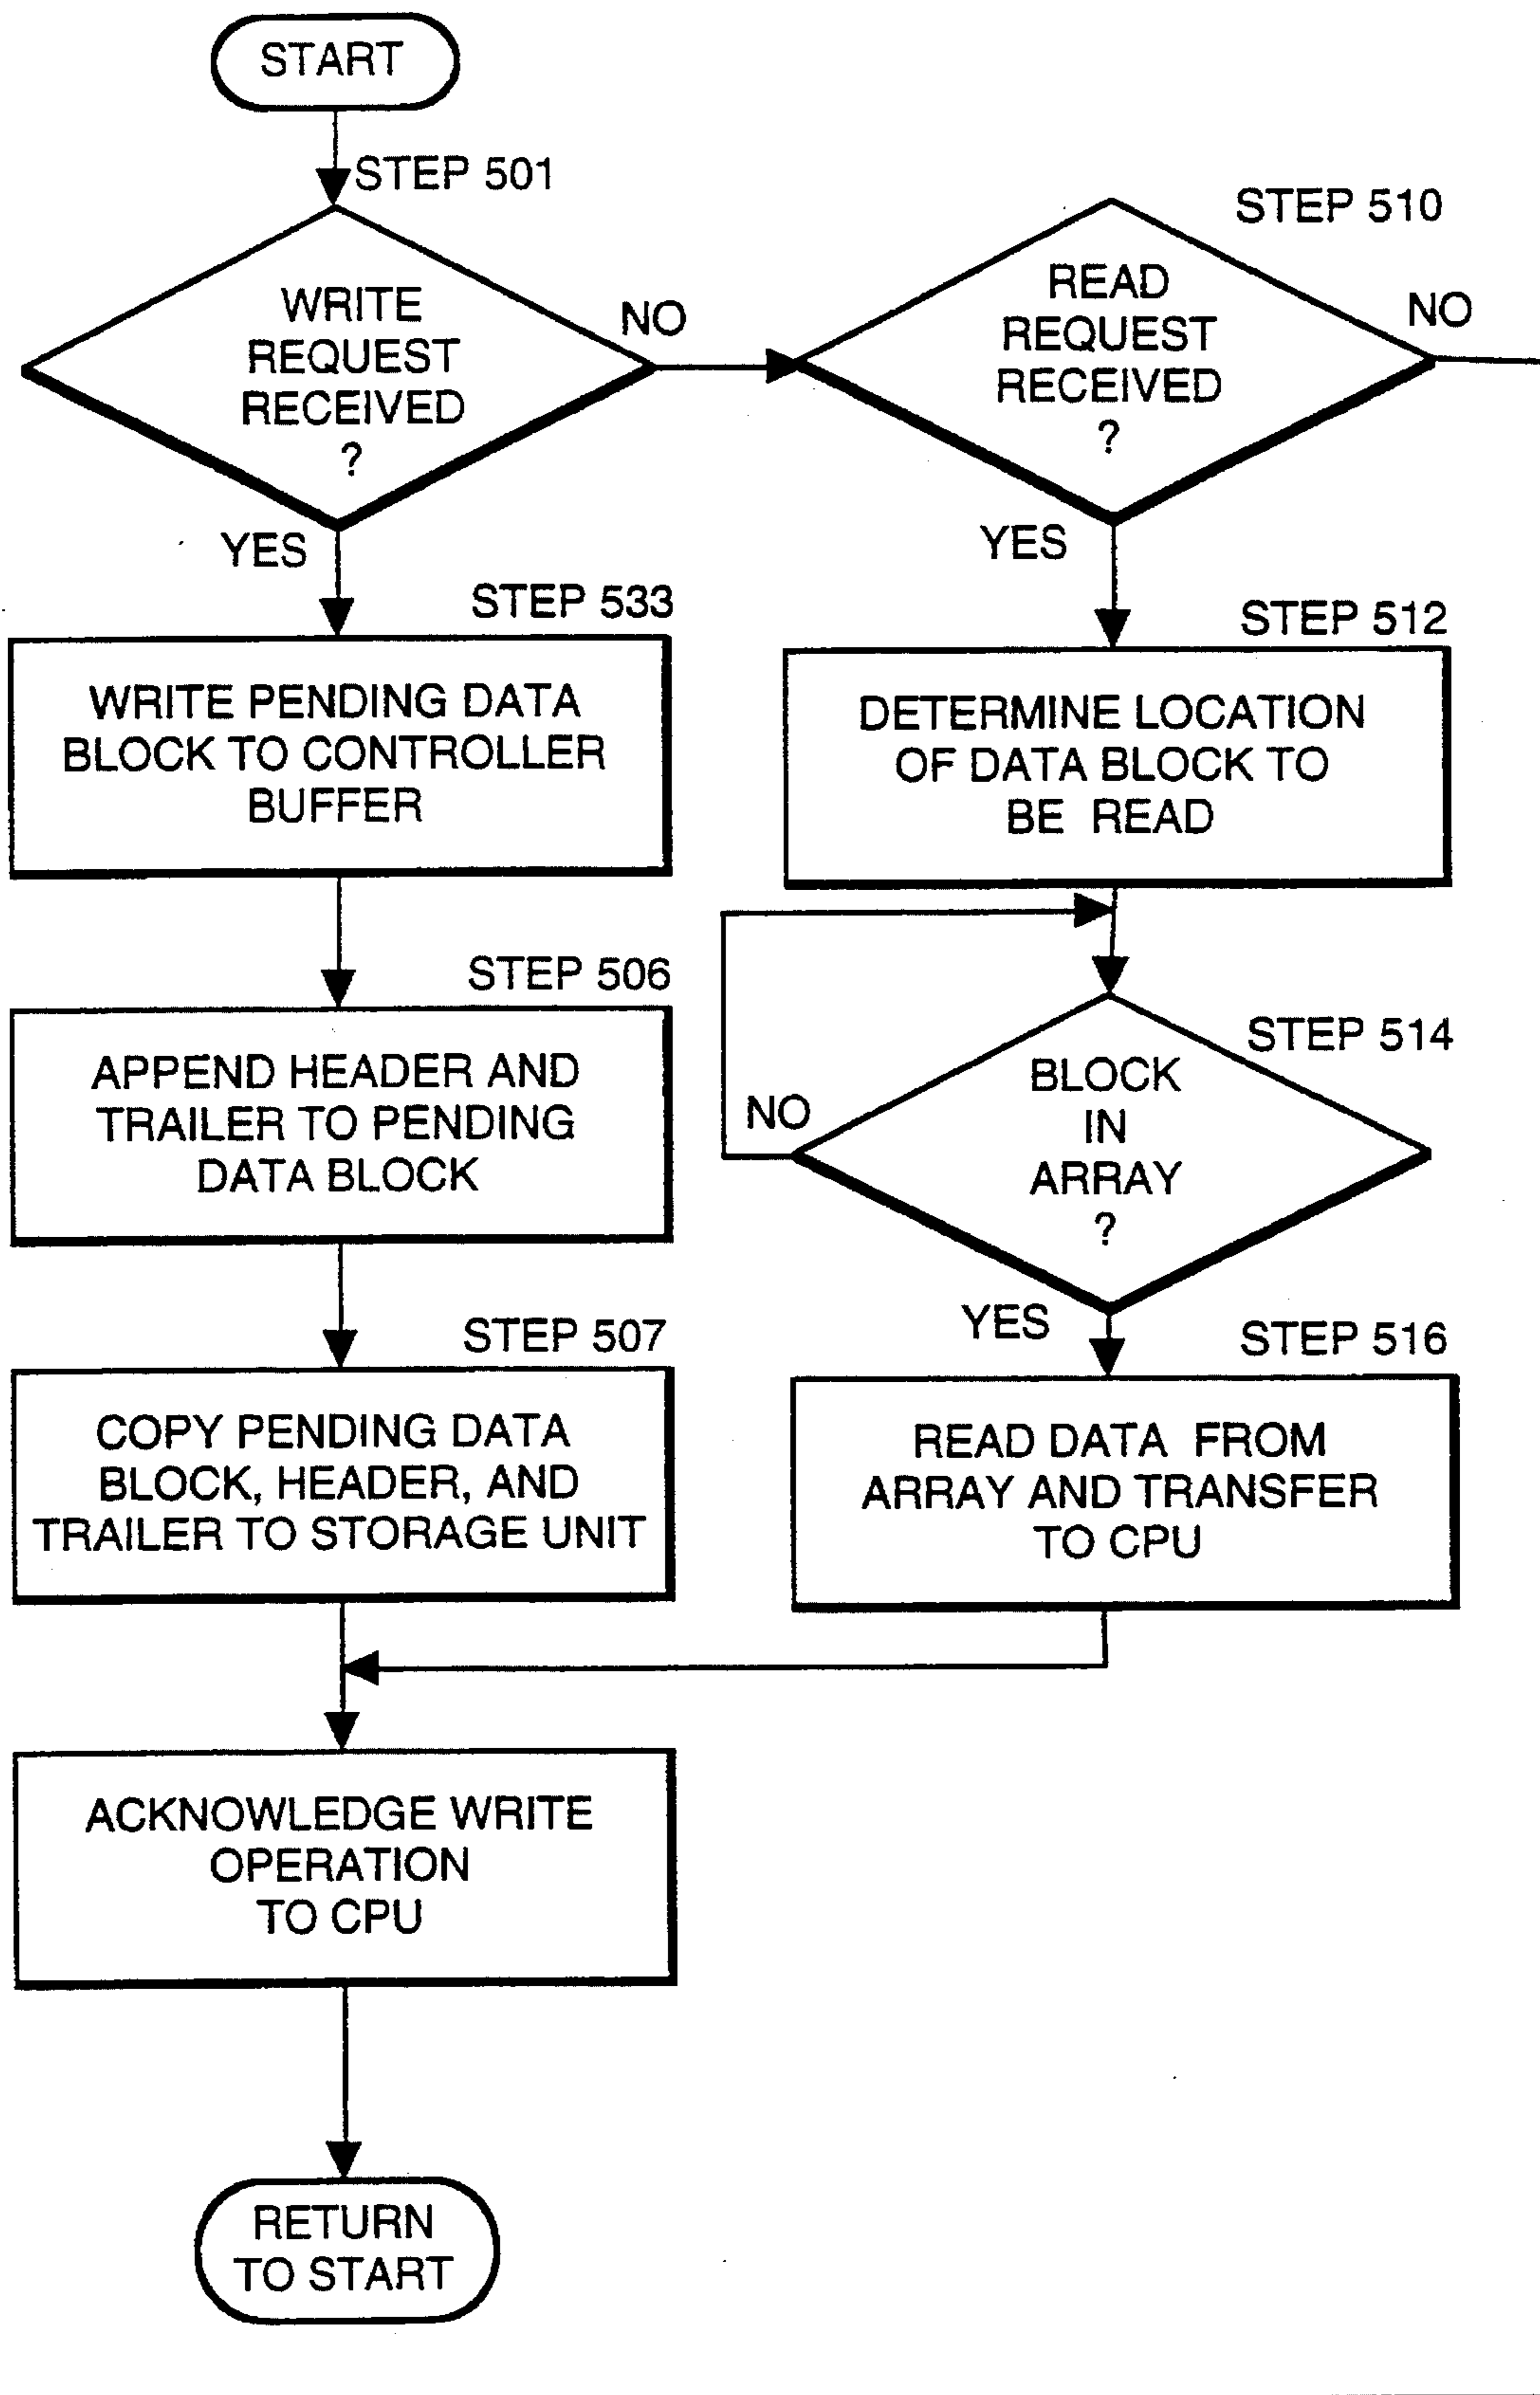 START
STEP 501
WRITE
REQUEST
RECEIVED
?
NO
YES
STEP 510
READ
REQUEST
RECEIVED
?
NO
YES
STEP 533
WRITE PENDING DATA
BLOCK TO CONTROLLER
BUFFER
STEP 512
DETERMINE LOCATION
OF DATA BLOCK TO
BE READ
STEP 506
APPEND HEADER AND
TRAILER TO PENDING
DATA BLOCK
STEP 514
BLOCK
IN
ARRAY
?
NO
YES
STEP 507
COPY PENDING DATA
BLOCK, HEADER, AND
TRAILER TO STORAGE UNIT
STEP 516
READ DATA FROM
ARRAY AND TRANSFER
TO CPU
ACKNOWLEDGE WRITE
OPERATION
TO CPU
RETURN
TO START